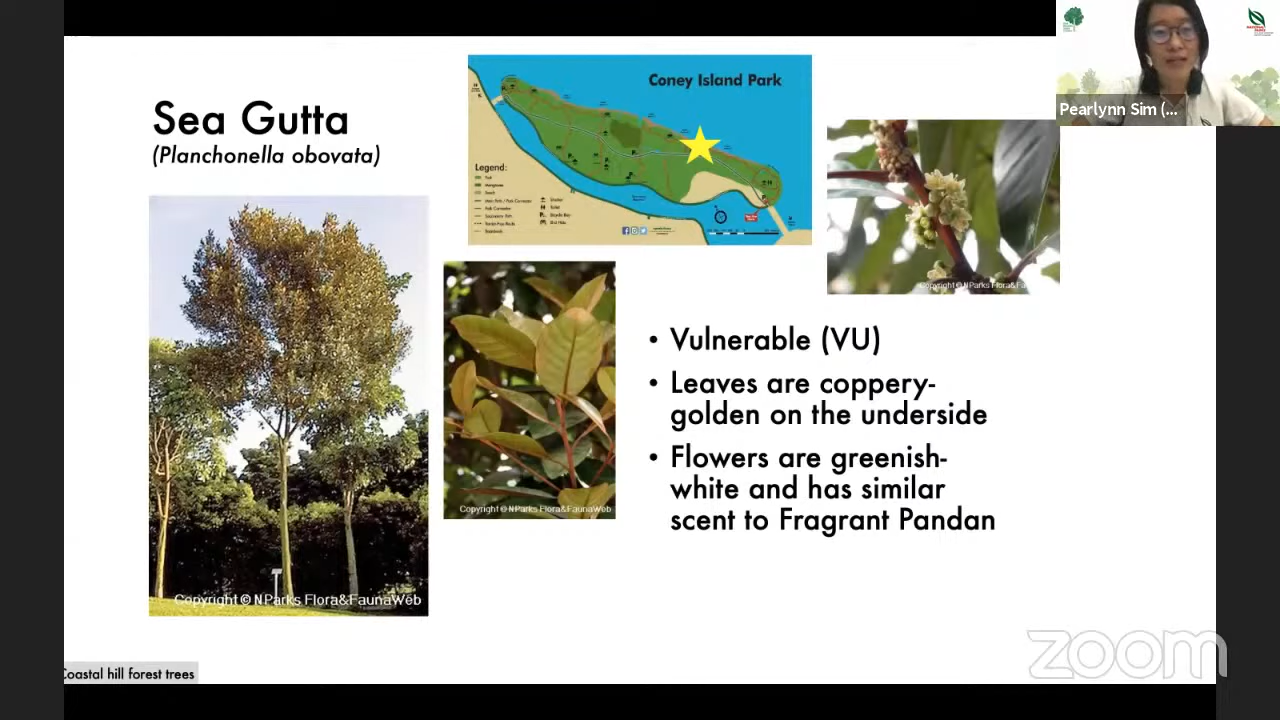 Pearlynn Sim (...
Sea Gutta
(Planchonella obovata)
Coney Island Park
Legend:
Copyright © NParks Flora&FaunaWeb
Copyright © NParks Flora&FaunaWeb
Copyright © NParks Flora&Fau
• Vulnerable (VU)
• Leaves are coppery-
golden on the underside
• Flowers are greenish-
white and has similar
scent to Fragrant Pandan
Coastal hill forest trees
zoom